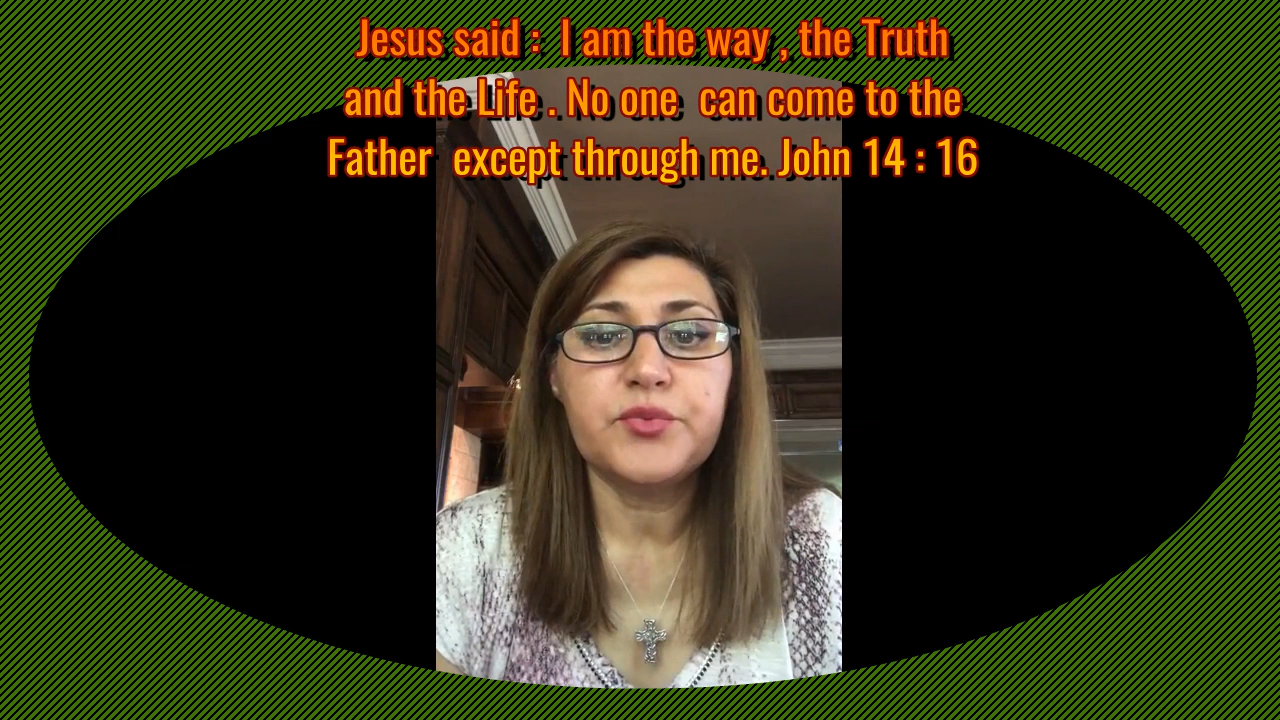 Jesus said :  I am the way , the Truth
and the Life . No one  can come to the
Father  except through me. John 14 : 16